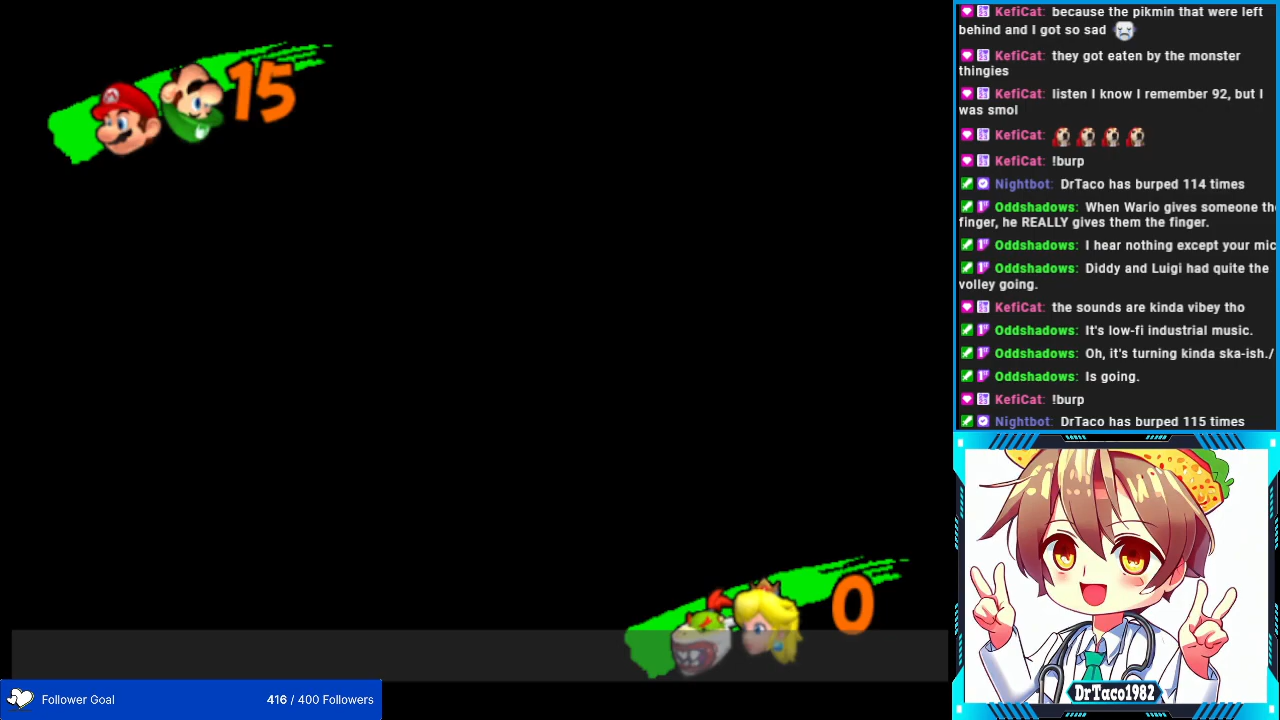 15
0
Follower Goal
416 / 400 Followers
KefiCat: because the pikmin that were left
behind and I got so sad
KefiCat: they got eaten by the monster
thingies
KefiCat: listen I know I remember 92, but I
was smol
KefiCat:
KefiCat: !burp
Nightbot: DrTaco has burped 114 times
Oddshadows: When Wario gives someone the
finger, he REALLY gives them the finger.
Oddshadows: I hear nothing except your mic
Oddshadows: Diddy and Luigi had quite the
volley going.
KefiCat: the sounds are kinda vibey tho
Oddshadows: It's low-fi industrial music.
Oddshadows: Oh, it's turning kinda ska-ish./
Oddshadows: Is going.
KefiCat: !burp
Nightbot: DrTaco has burped 115 times
DrTaco1982